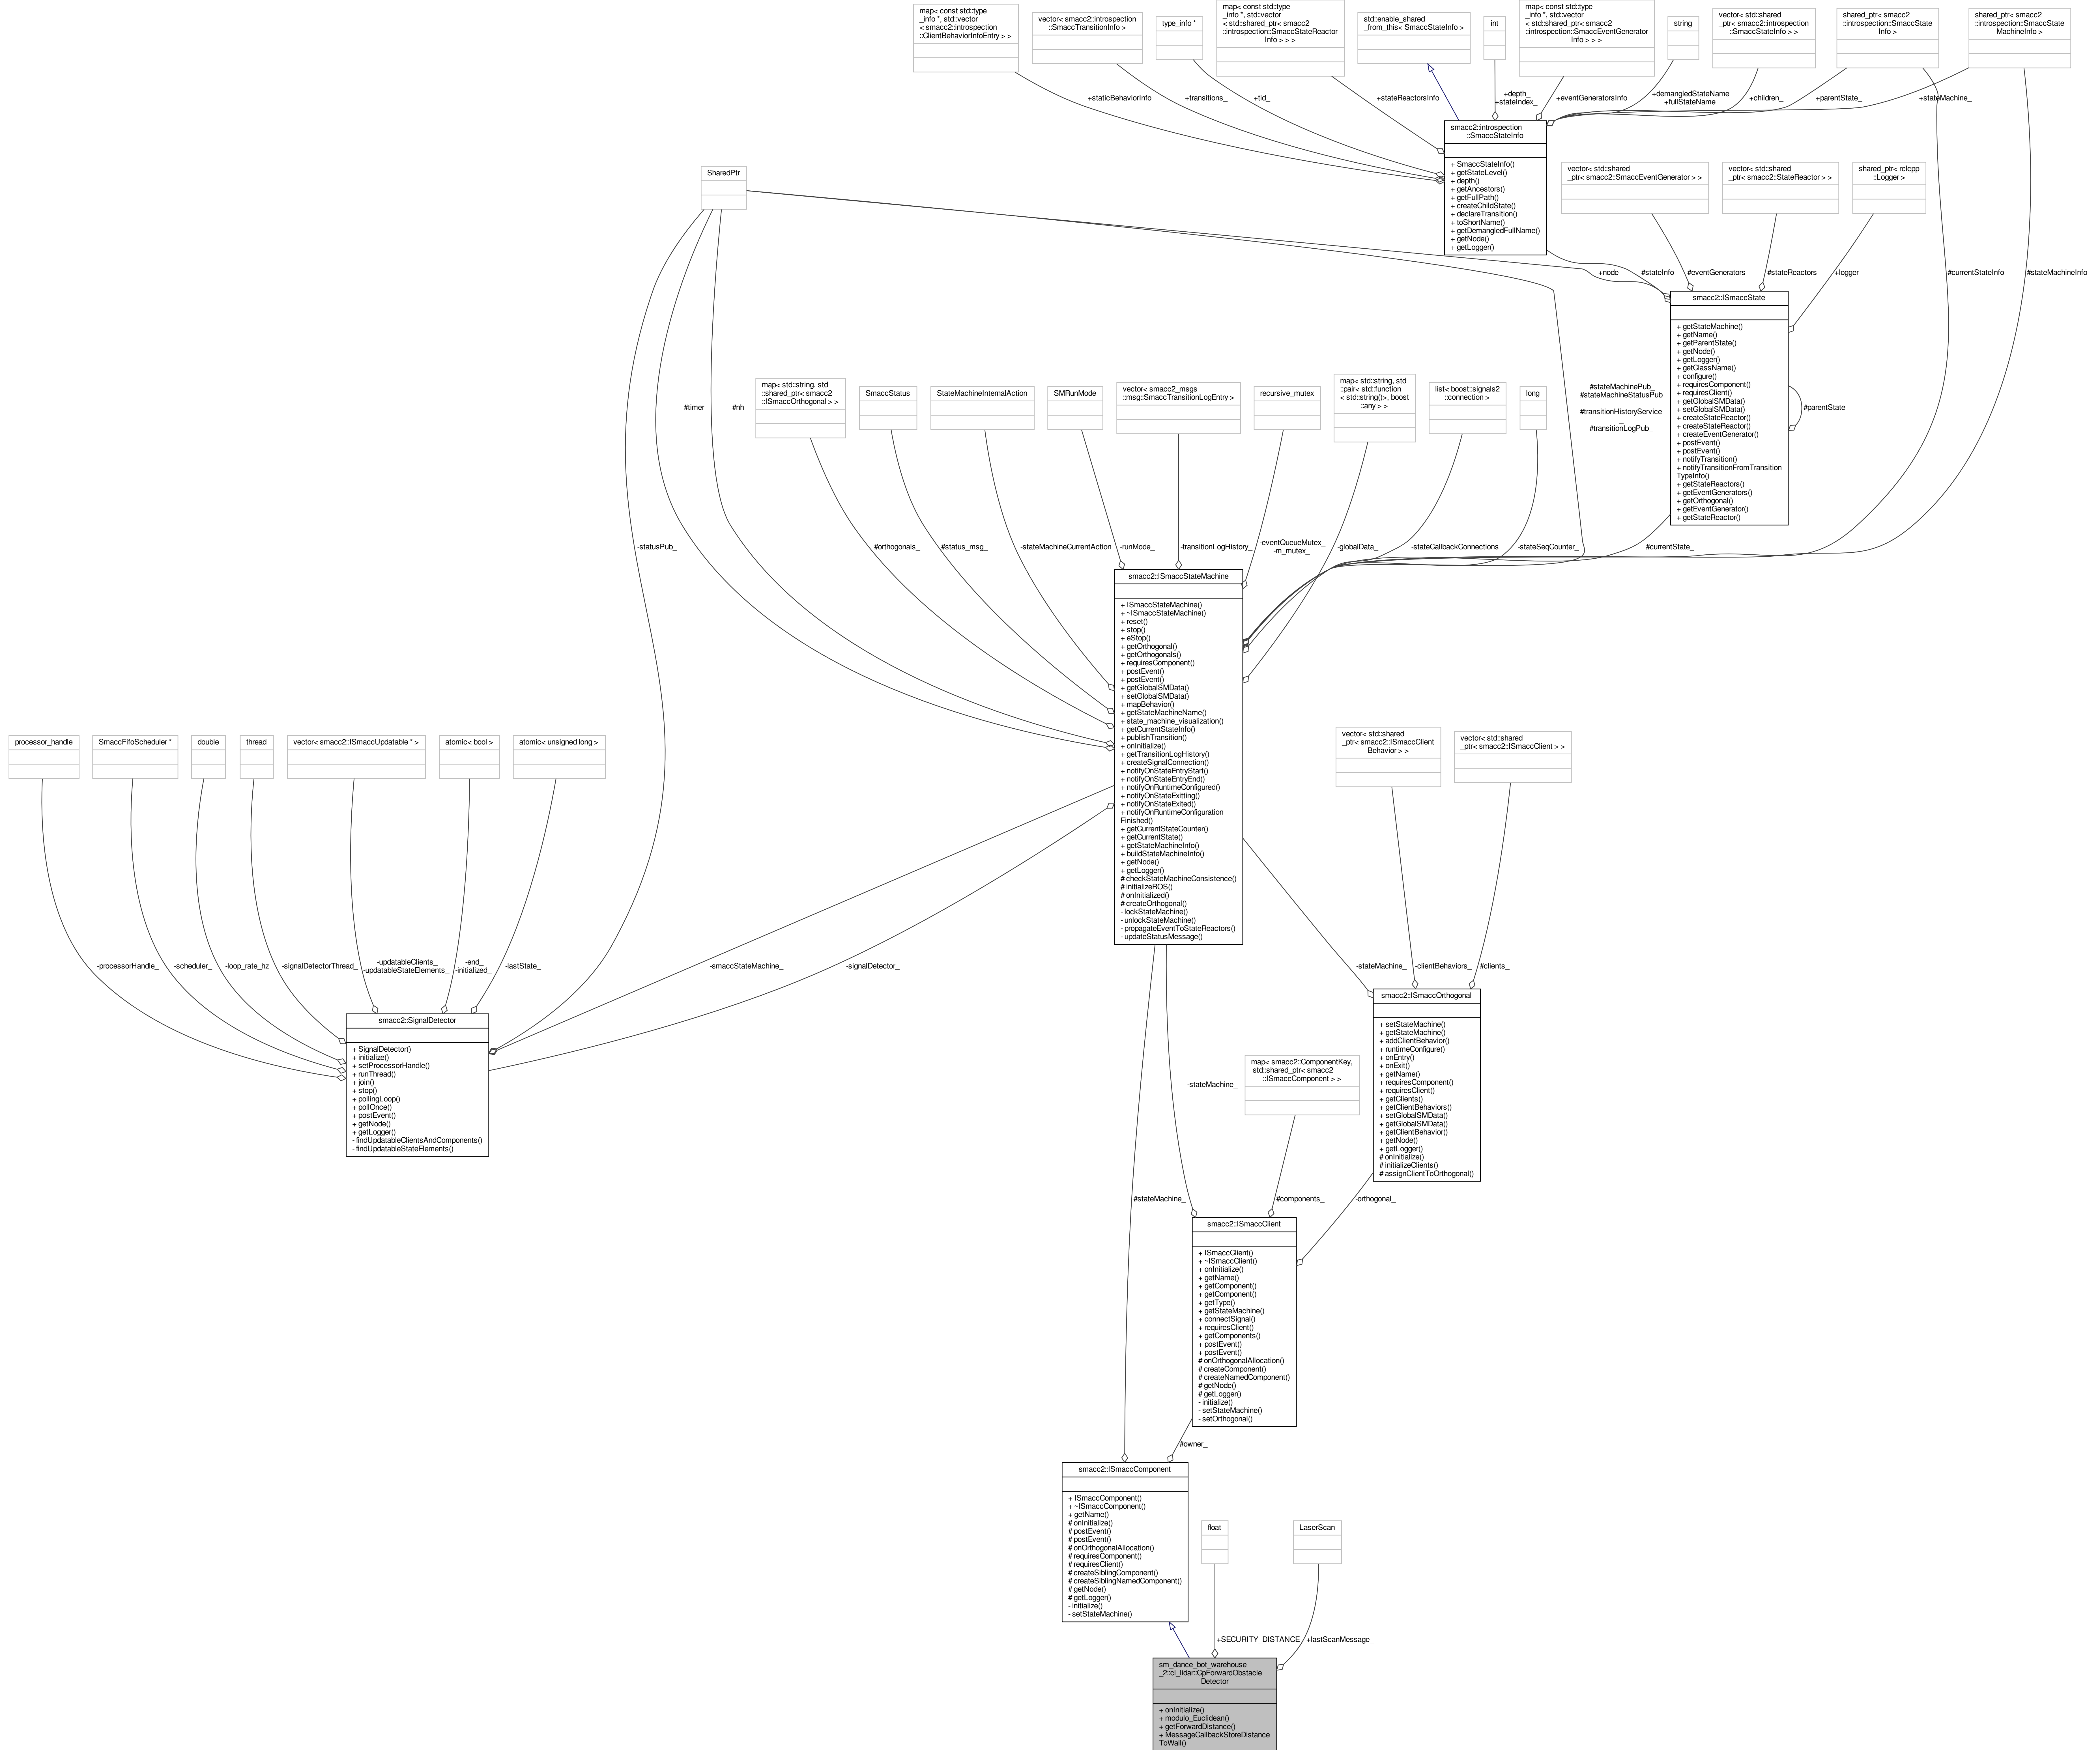 map< const std::type
_info *, std::vector
< smacc2::introspection
::ClientBehaviorInfoEntry > >
vector< smacc2::introspection
::SmaccTransitionInfo >
type_info *
map< const std::type
_info *, std::vector
< std::shared_ptr< smacc2
::introspection::SmaccStateReactor
Info > > >
std::enable_shared
_from_this< SmaccStateInfo >
int
map< const std::type
_info *, std::vector
< std::shared_ptr< smacc2
::introspection::SmaccEventGenerator
Info > > >
string
vector< std::shared
_ptr< smacc2::introspection
::SmaccStateInfo > >
shared_ptr< smacc2
::introspection::SmaccState
Info >
shared_ptr< smacc2
::introspection::SmaccState
MachineInfo >
+staticBehaviorInfo
+transitions_
+tid_
+stateReactorsInfo
+depth_
+stateIndex_
+eventGeneratorsInfo
+demangledStateName
+fullStateName
+children_
+parentState_
+stateMachine_
smacc2::introspection
::SmaccStateInfo
+ SmaccStateInfo()
+ getStateLevel()
+ depth()
+ getAncestors()
+ getFullPath()
+ createChildState()
+ declareTransition()
+ toShortName()
+ getDemangledFullName()
+ getNode()
+ getLogger()
SharedPtr
vector< std::shared
_ptr< smacc2::SmaccEventGenerator > >
vector< std::shared
_ptr< smacc2::StateReactor > >
shared_ptr< rclcpp
::Logger >
+node_
#stateInfo_
#eventGenerators_
#stateReactors_
+logger_
#currentStateInfo_
#stateMachineInfo_
smacc2::ISmaccState
+ getStateMachine()
+ getName()
+ getParentState()
+ getNode()
+ getLogger()
+ getClassName()
+ configure()
+ requiresComponent()
+ requiresClient()
+ getGlobalSMData()
+ setGlobalSMData()
+ createStateReactor()
+ createStateReactor()
+ createEventGenerator()
+ postEvent()
+ postEvent()
+ notifyTransition()
+ notifyTransitionFromTransition
TypeInfo()
+ getStateReactors()
+ getEventGenerators()
+ getOrthogonal()
+ getEventGenerator()
+ getStateReactor()
#parentState_
#timer_
#nh_
map< std::string, std
::shared_ptr< smacc2
::ISmaccOrthogonal > >
SmaccStatus
StateMachineInternalAction
SMRunMode
vector< smacc2_msgs
::msg::SmaccTransitionLogEntry >
recursive_mutex
map< std::string, std
::pair< std::function
< std::string()>, boost
::any > >
list< boost::signals2
::connection >
long
#stateMachinePub_
#stateMachineStatusPub
_
#transitionHistoryService
_
#transitionLogPub_
-statusPub_
#orthogonals_
#status_msg_
-stateMachineCurrentAction
-runMode_
-transitionLogHistory_
-eventQueueMutex_
-m_mutex_
-globalData_
-stateCallbackConnections
-stateSeqCounter_
#currentState_
smacc2::ISmaccStateMachine
+ ISmaccStateMachine()
+ ~ISmaccStateMachine()
+ reset()
+ stop()
+ eStop()
+ getOrthogonal()
+ getOrthogonals()
+ requiresComponent()
+ postEvent()
+ postEvent()
+ getGlobalSMData()
+ setGlobalSMData()
+ mapBehavior()
+ getStateMachineName()
+ state_machine_visualization()
+ getCurrentStateInfo()
+ publishTransition()
+ onInitialize()
+ getTransitionLogHistory()
+ createSignalConnection()
+ notifyOnStateEntryStart()
+ notifyOnStateEntryEnd()
+ notifyOnRuntimeConfigured()
+ notifyOnStateExitting()
+ notifyOnStateExited()
+ notifyOnRuntimeConfiguration
Finished()
+ getCurrentStateCounter()
+ getCurrentState()
+ getStateMachineInfo()
+ buildStateMachineInfo()
+ getNode()
+ getLogger()
# checkStateMachineConsistence()
# initializeROS()
# onInitialized()
# createOrthogonal()
- lockStateMachine()
- unlockStateMachine()
- propagateEventToStateReactors()
- updateStatusMessage()
processor_handle
SmaccFifoScheduler *
double
thread
vector< smacc2::ISmaccUpdatable * >
atomic< bool >
atomic< unsigned long >
vector< std::shared
_ptr< smacc2::ISmaccClient
Behavior > >
vector< std::shared
_ptr< smacc2::ISmaccClient > >
-processorHandle_
-scheduler_
-loop_rate_hz
-signalDetectorThread_
-updatableClients_
-updatableStateElements_
-end_
-initialized_
-lastState_
-smaccStateMachine_
-signalDetector_
-stateMachine_
-clientBehaviors_
#clients_
smacc2::SignalDetector
+ SignalDetector()
+ initialize()
+ setProcessorHandle()
+ runThread()
+ join()
+ stop()
+ pollingLoop()
+ pollOnce()
+ postEvent()
+ getNode()
+ getLogger()
- findUpdatableClientsAndComponents()
- findUpdatableStateElements()
smacc2::ISmaccOrthogonal
+ setStateMachine()
+ getStateMachine()
+ addClientBehavior()
+ runtimeConfigure()
+ onEntry()
+ onExit()
+ getName()
+ requiresComponent()
+ requiresClient()
+ getClients()
+ getClientBehaviors()
+ setGlobalSMData()
+ getGlobalSMData()
+ getClientBehavior()
+ getNode()
+ getLogger()
# onInitialize()
# initializeClients()
# assignClientToOrthogonal()
map< smacc2::ComponentKey,
std::shared_ptr< smacc2
::ISmaccComponent > >
-stateMachine_
#stateMachine_
#components_
-orthogonal_
smacc2::ISmaccClient
+ ISmaccClient()
+ ~ISmaccClient()
+ onInitialize()
+ getName()
+ getComponent()
+ getComponent()
+ getType()
+ getStateMachine()
+ connectSignal()
+ requiresClient()
+ getComponents()
+ postEvent()
+ postEvent()
# onOrthogonalAllocation()
# createComponent()
# createNamedComponent()
# getNode()
# getLogger()
- initialize()
- setStateMachine()
- setOrthogonal()
#owner_
smacc2::ISmaccComponent
+ ISmaccComponent()
+ ~ISmaccComponent()
+ getName()
# onInitialize()
# postEvent()
# postEvent()
# onOrthogonalAllocation()
# requiresComponent()
# requiresClient()
# createSiblingComponent()
# createSiblingNamedComponent()
# getNode()
# getLogger()
- initialize()
- setStateMachine()
float
LaserScan
+SECURITY_DISTANCE
+lastScanMessage_
sm_dance_bot_warehouse
_2::cl_lidar::CpForwardObstacle
Detector
+ onInitialize()
+ modulo_Euclidean()
+ getForwardDistance()
+ MessageCallbackStoreDistance
ToWall()